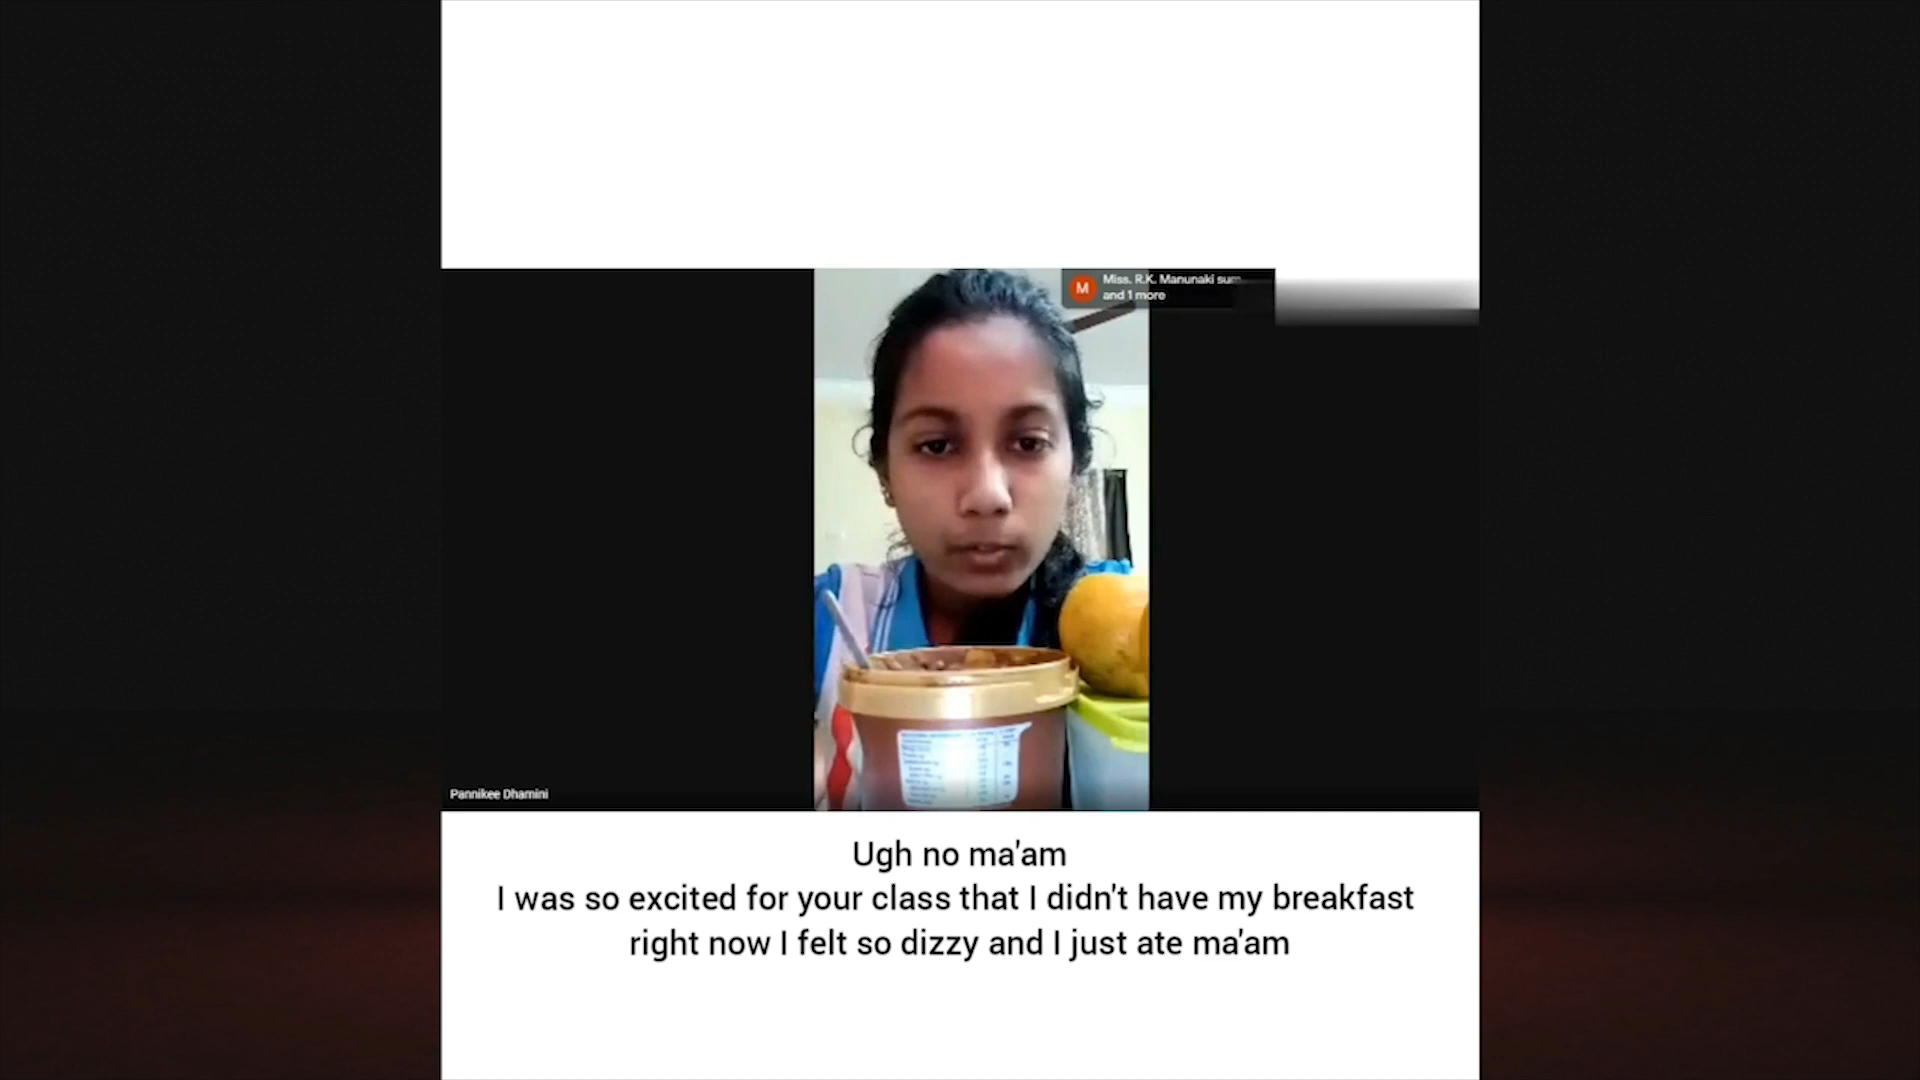 M
Miss. R.K. Manunaki sum...
and 1 more
Pannikee Dhamini
Ugh no ma'am
I was so excited for your class that I didn't have my breakfast
right now I felt so dizzy and I just ate ma'am